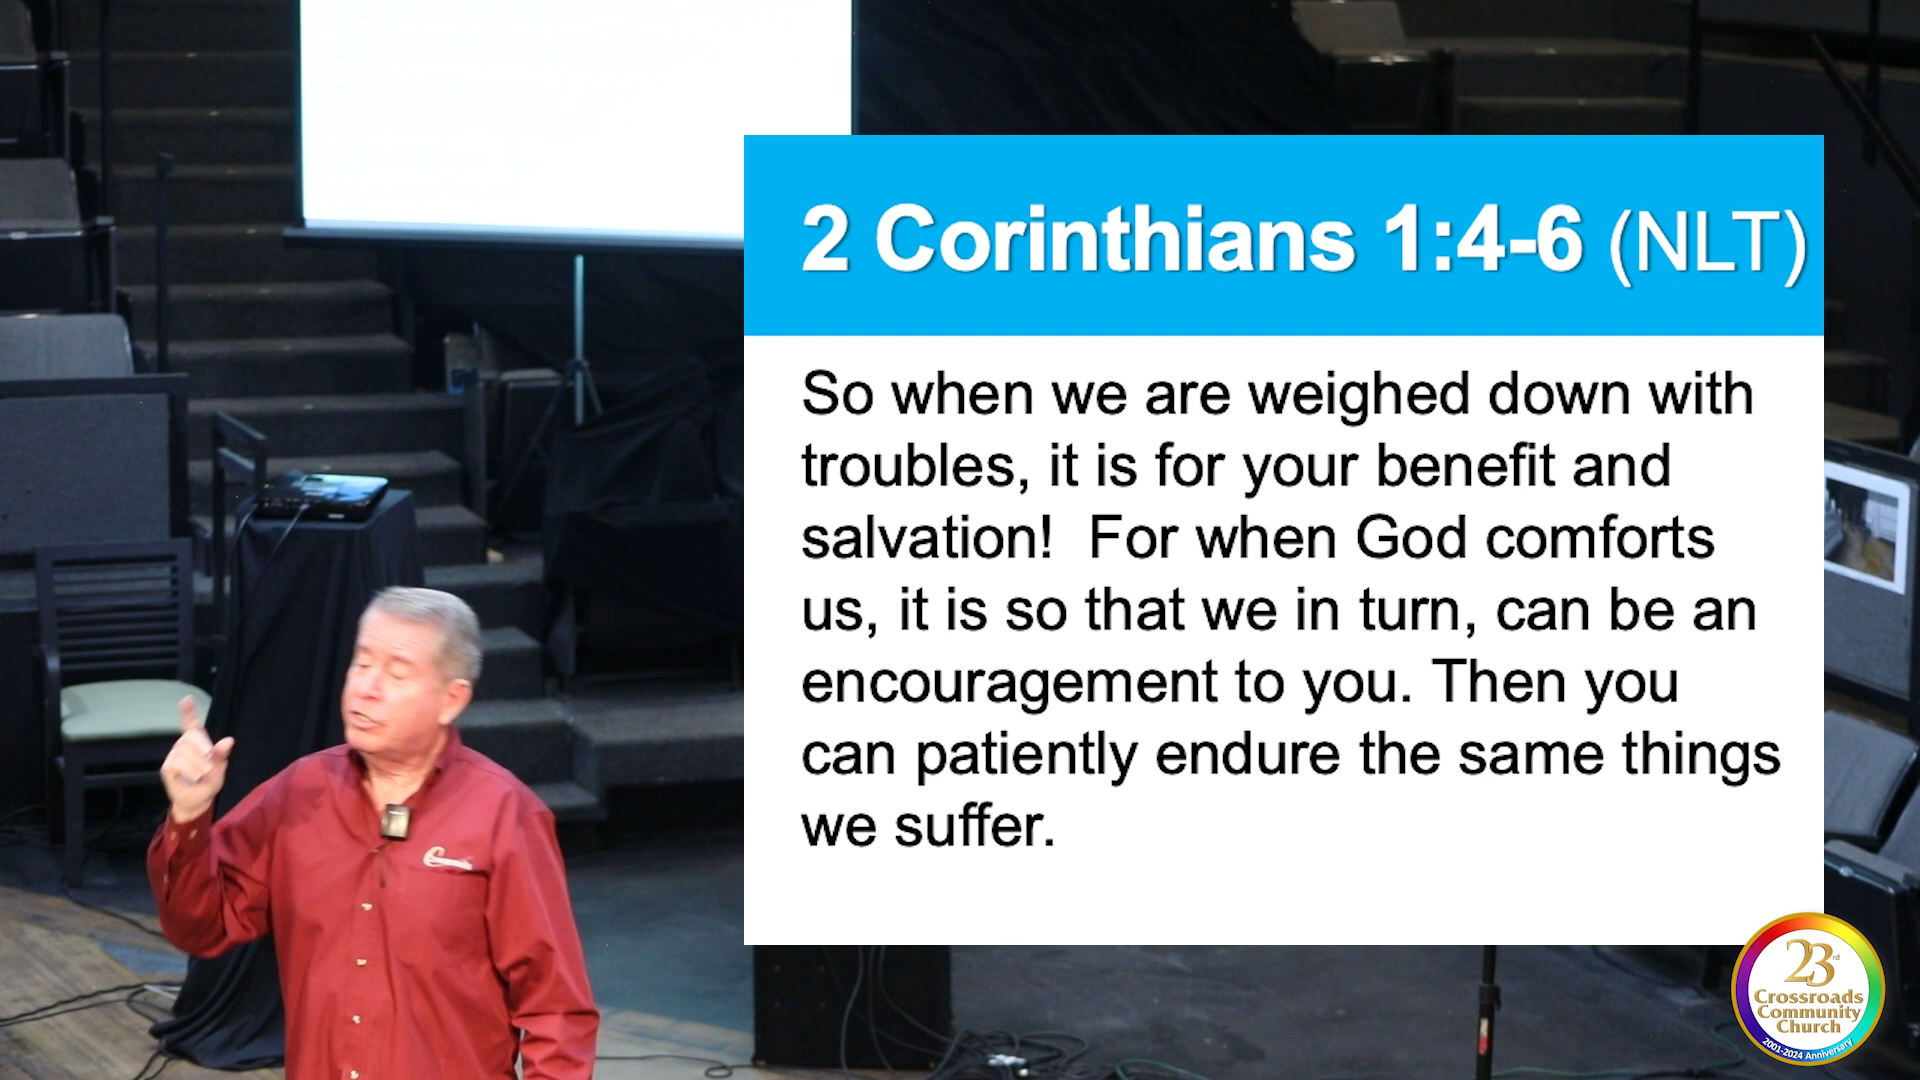 2 Corinthians 1:4-6 (NLT)
So when we are weighed down with
troubles, it is for your benefit and
salvation!  For when God comforts
us, it is so that we in turn, can be an
encouragement to you. Then you
can patiently endure the same things
we suffer.
23rd
Crossroads
Community
Church
2001-2024 Anniversary